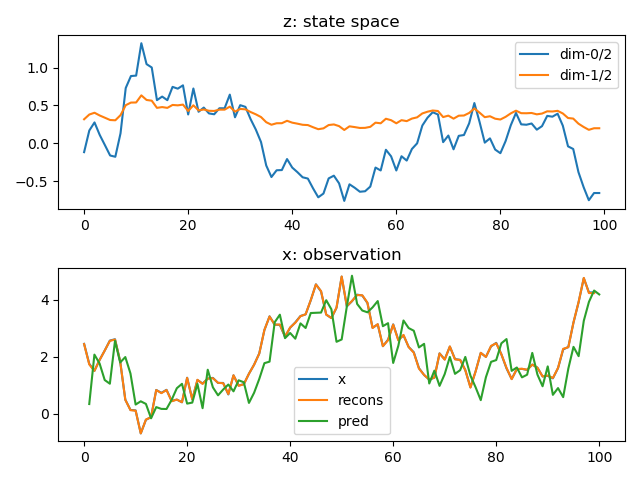 z: state space
1.0
0.5
0.0
−0.5
dim-0/2
dim-1/2
0 20 40 60 80 100
x: observation
4
2
0
x
recons
pred
0 20 40 60 80 100